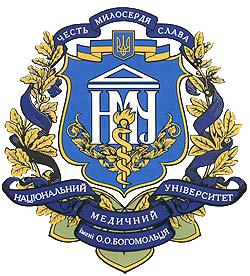 ЧЕСТЬ МИЛОСЕРДЯ СЛАВА
НМУ
НАЦІОНАЛЬНИЙ УНІВЕРСИТЕТ
МЕДИЧНИЙ
імені О.О.БОГОМОЛЬЦЯ